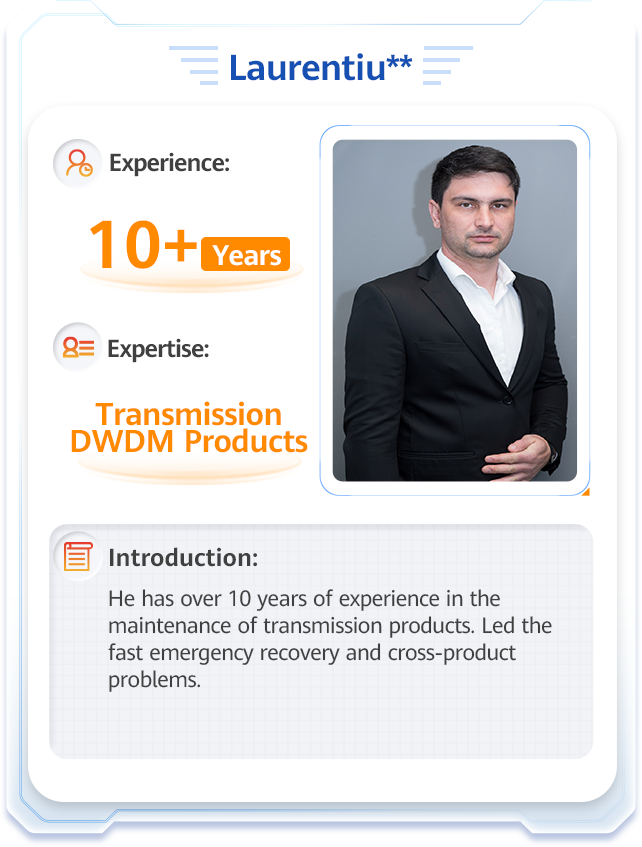 Laurentiu**
Experience:
10+ Years
Expertise:
Transmission
DWDM Products
Introduction:
He has over 10 years of experience in the
maintenance of transmission products. Led the
fast emergency recovery and cross-product
problems.